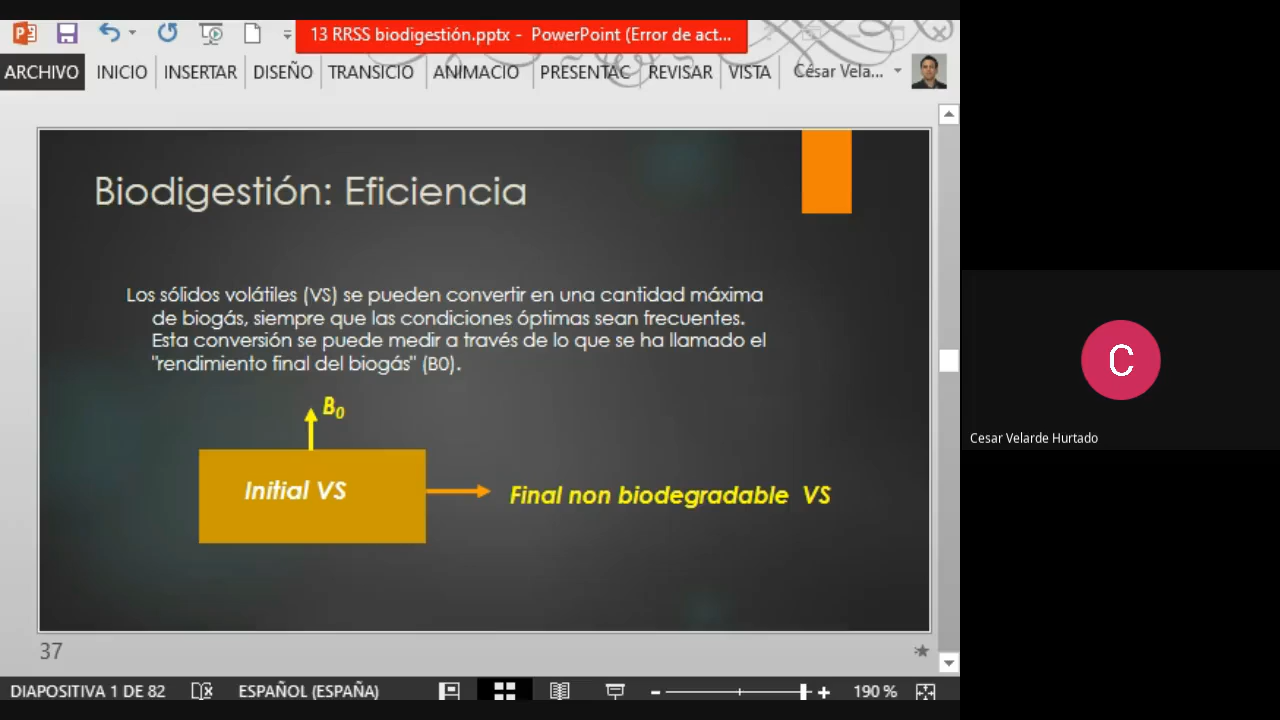 13 RRSS biodigestión.pptx - PowerPoint (Error de act...
ARCHIVO INICIO INSERTAR DISEÑO TRANSICIO ANIMACIO PRESENTAC REVISAR VISTA César Vela...
Biodigestión: Eficiencia
Los sólidos volátiles (VS) se pueden convertir en una cantidad máxima
de biogás, siempre que las condiciones óptimas sean frecuentes.
Esta conversión se puede medir a través de lo que se ha llamado el
"rendimiento final del biogás" (B0).
B0
Initial VS
Final non biodegradable VS
C
Cesar Velarde Hurtado
37
DIAPOSITIVA 1 DE 82 ESPAÑOL (ESPAÑA) 190 %